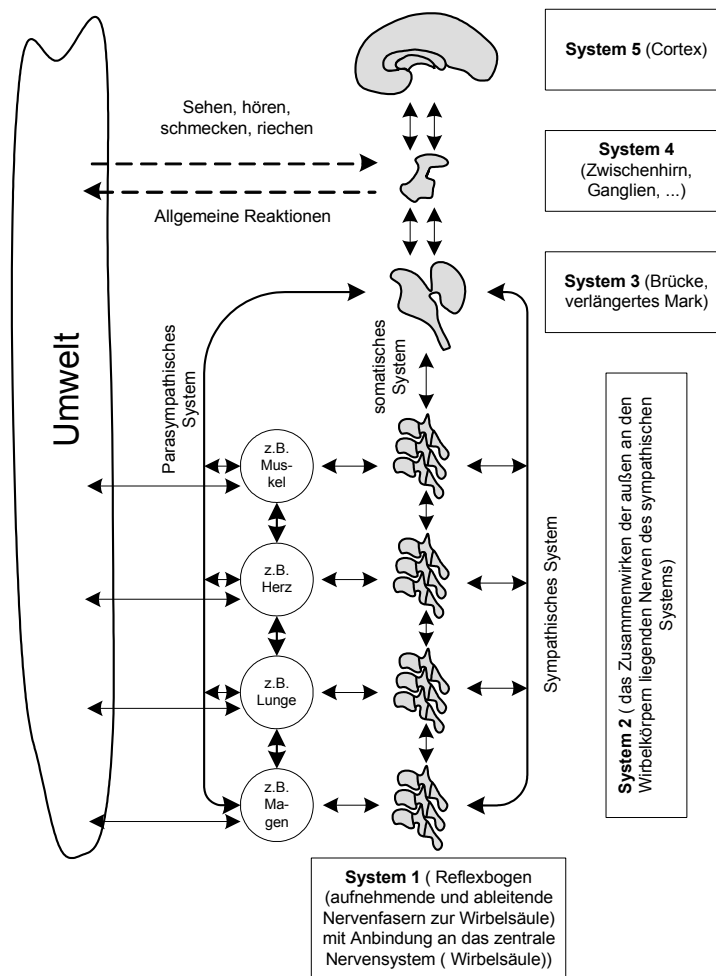 System 5 (Cortex)
Sehen, hören,
schmecken, riechen
System 4
(Zwischenhirn,
Ganglien, ...)
Allgemeine Reaktionen
System 3 (Brücke,
verlängertes Mark)
Umwelt
Parasympathisches
System
somatisches
System
z.B.
Mus-
kel
z.B.
Herz
z.B.
Lunge
z.B.
Ma-
gen
Sympathisches System
System 2 ( das Zusammenwirken der außen an den
Wirbelkörpern liegenden Nerven des sympathischen
Systems)
System 1 ( Reflexbogen
(aufnehmende und ableitende
Nervenfasern zur Wirbelsäule)
mit Anbindung an das zentrale
Nervensystem ( Wirbelsäule))